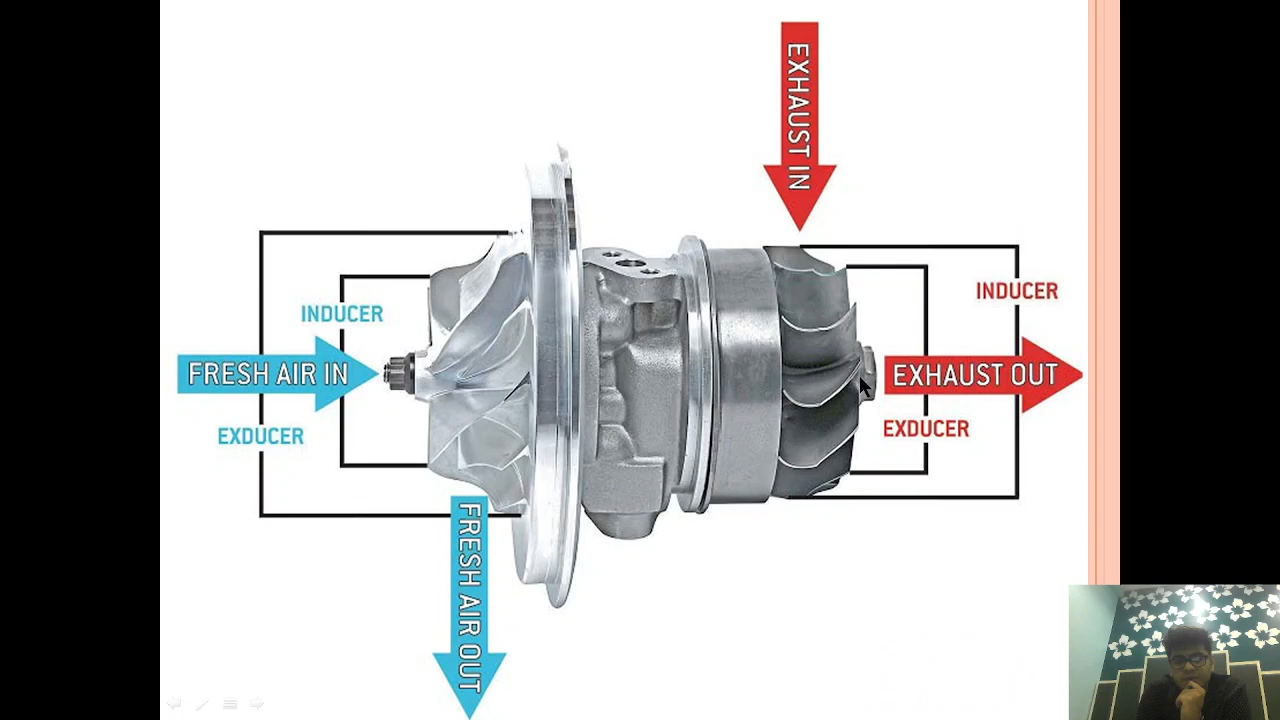 EXHAUST IN
INDUCER
INDUCER
FRESH AIR IN
EXHAUST OUT
EXDUCER
EXDUCER
FRESH AIR OUT